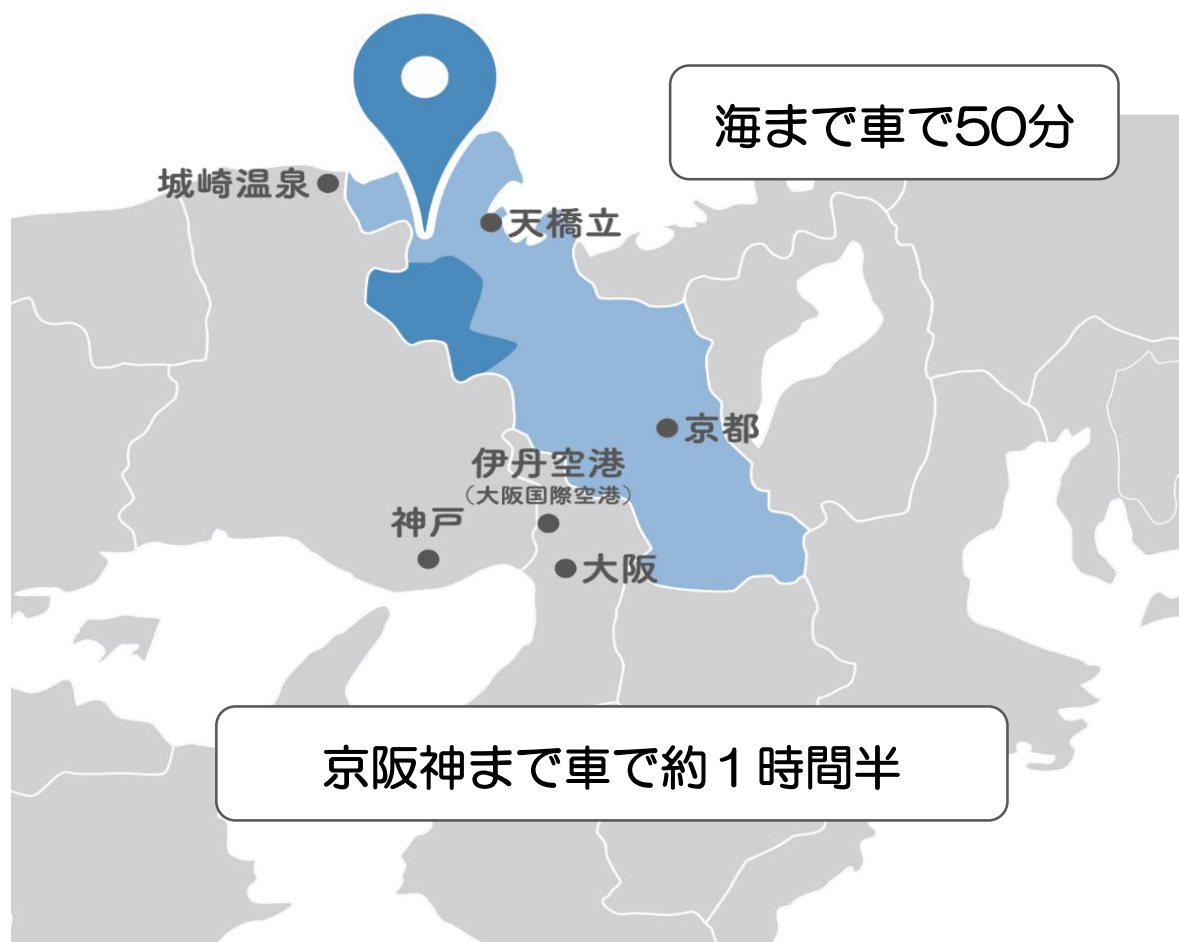 海まで車で50分
城崎温泉
天橋立
京都
伊丹空港
（大阪国際空港）
神戸
大阪
京阪神まで車で約１時間半